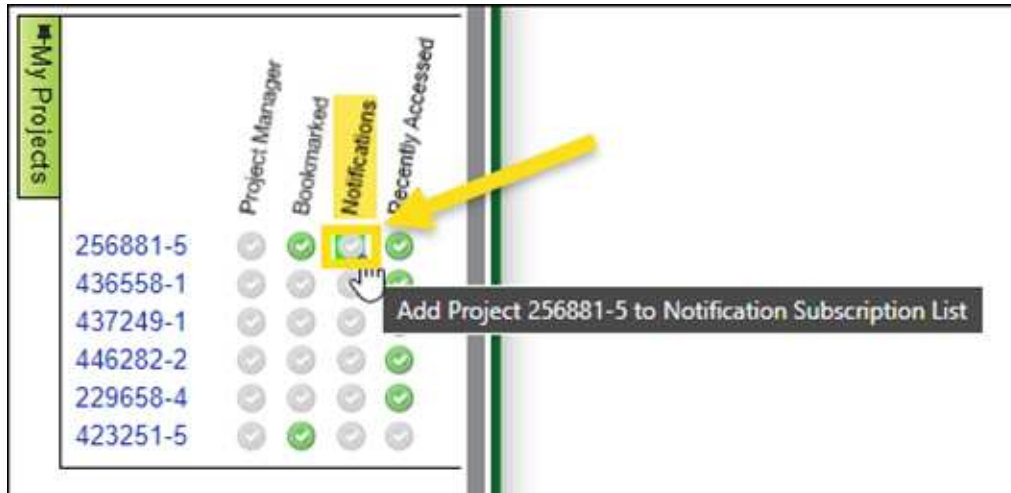 My Projects
Project Manager
Bookmarked
Notifications
Recently Accessed
256881-5
436558-1
437249-1
446282-2
229658-4
423251-5
Add Project 256881-5 to Notification Subscription List